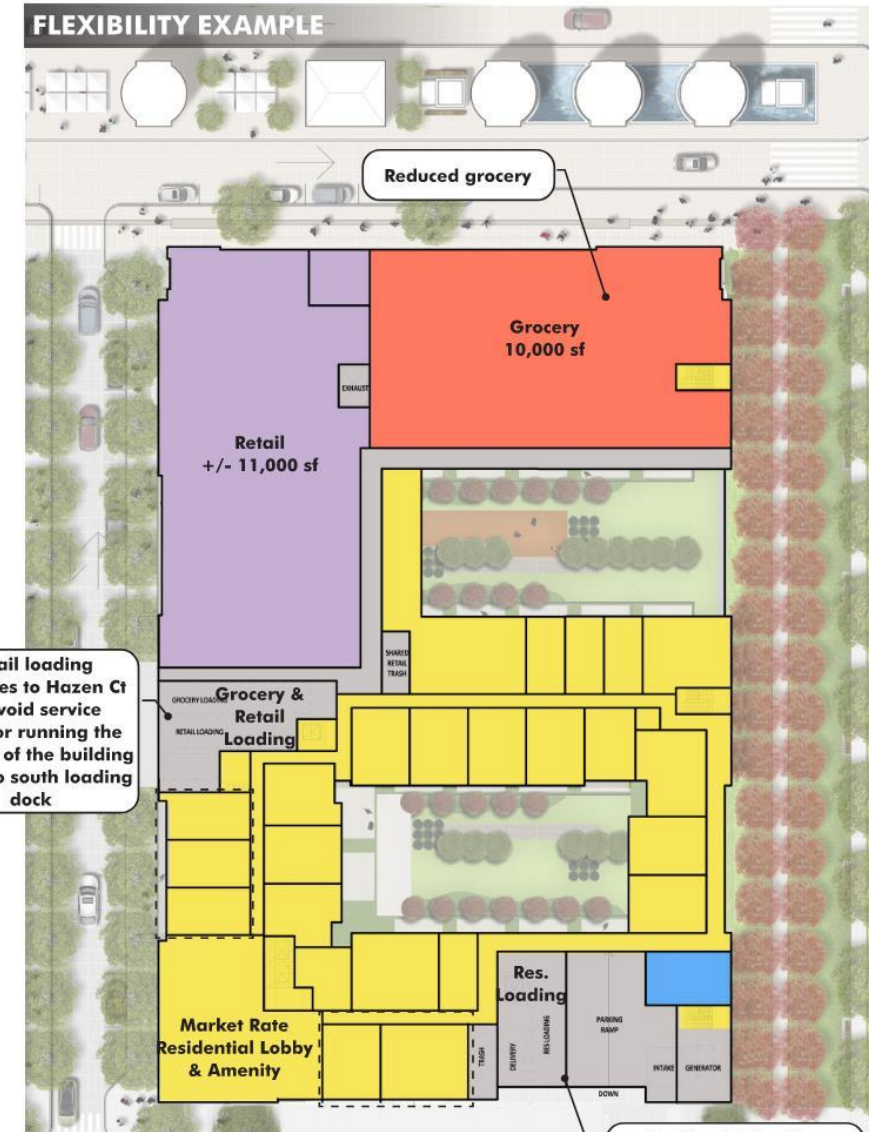 FLEXIBILITY EXAMPLE
Reduced grocery
Grocery
10,000 sf
EXHAUST
Retail
+/- 11,000 sf
SHARED
RETAIL
TRASH
ail loading
es to Hazen Ct
void service
or running the
of the building
o south loading
dock
GROCERY LOADING
RETAIL LOADING
Grocery &
Retail
Loading
Res.
Loading
Market Rate
Residential Lobby
& Amenity
TRASH
DELIVERY
RES LOADING
PARKING
RAMP
DOWN
INTAKE
GENERATOR